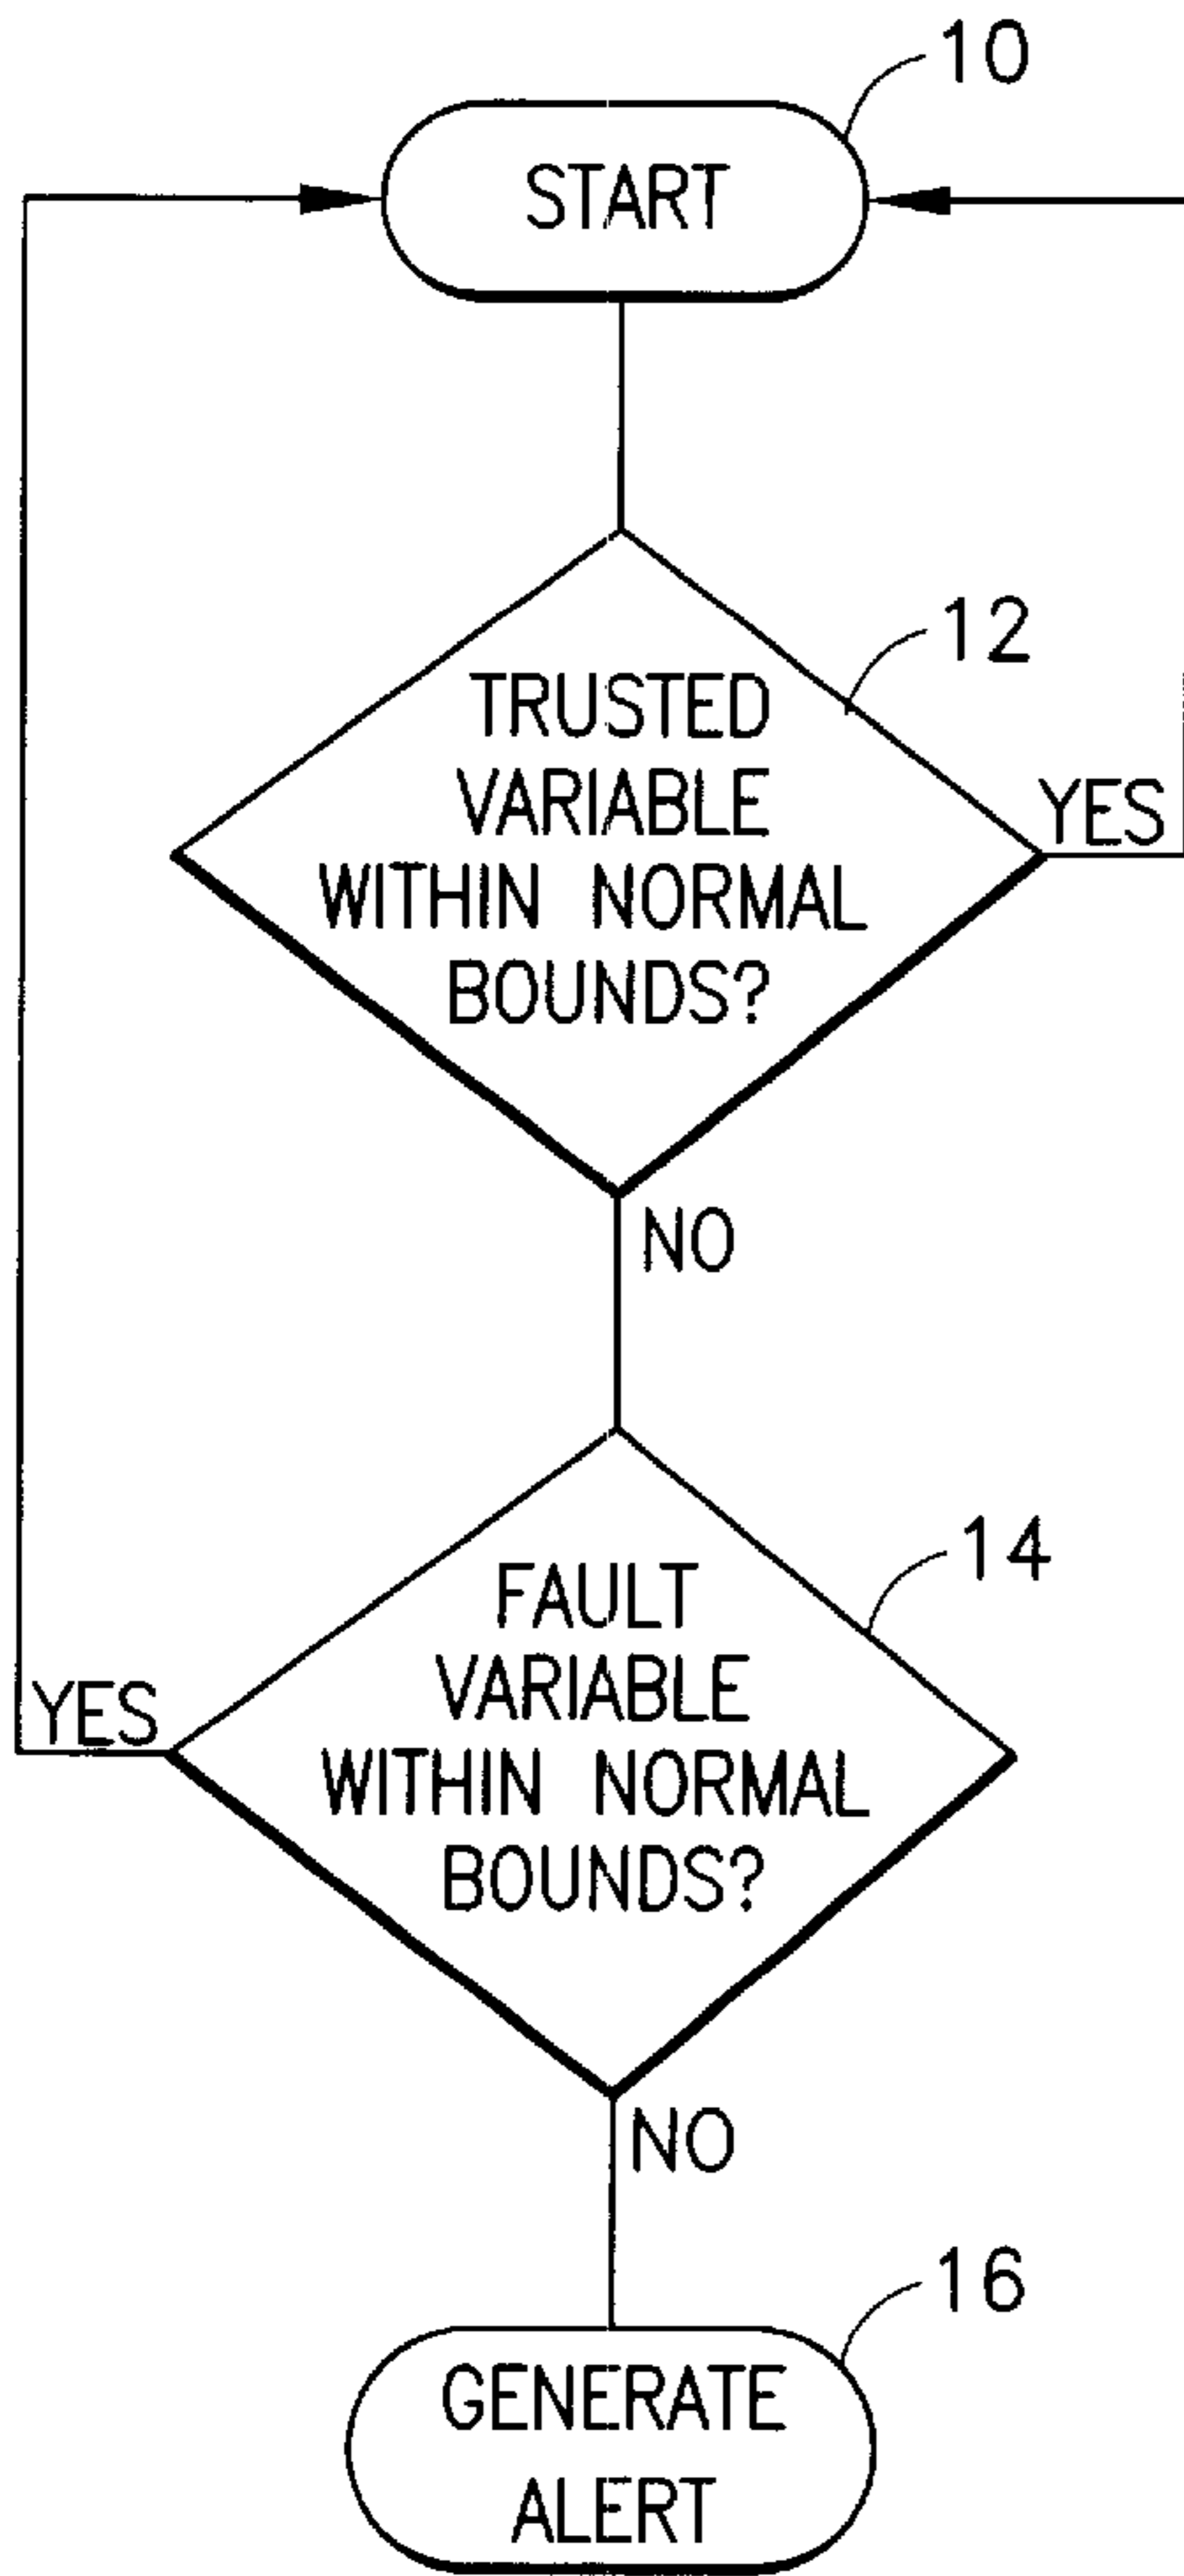 10
START
12
TRUSTED
VARIABLE
WITHIN NORMAL
BOUNDS?
YES
NO
14
FAULT
VARIABLE
WITHIN NORMAL
BOUNDS?
YES
NO
16
GENERATE
ALERT